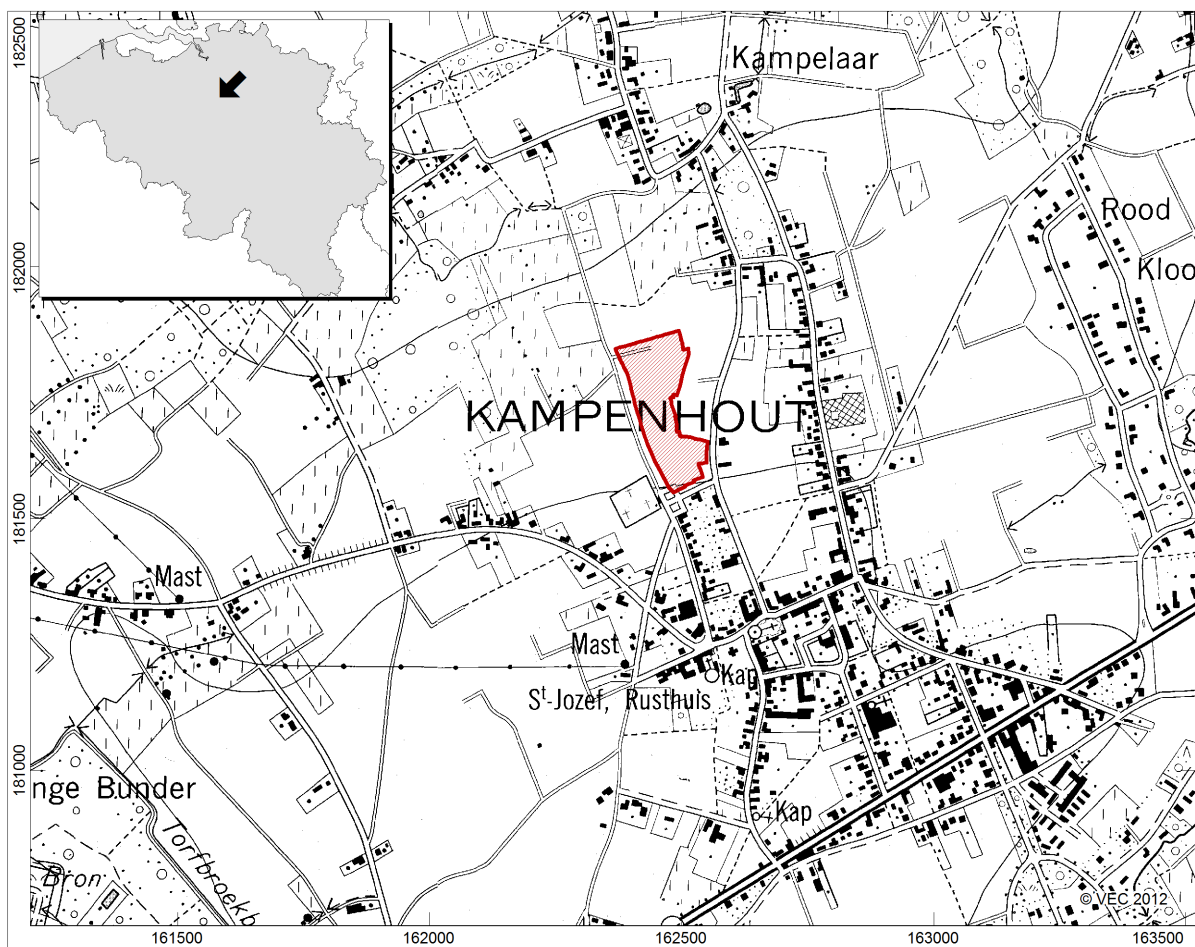 182500
Kampelaar
Rood
Kloo
182000
KAMPENHOUT
181500
Mast
Mast
Kap
St-Jozef, Rusthuis
181000
nge Bunder
Kap
Torfbroekb
Bron
© VEC 2012
161500
162000
162500
163000
163500